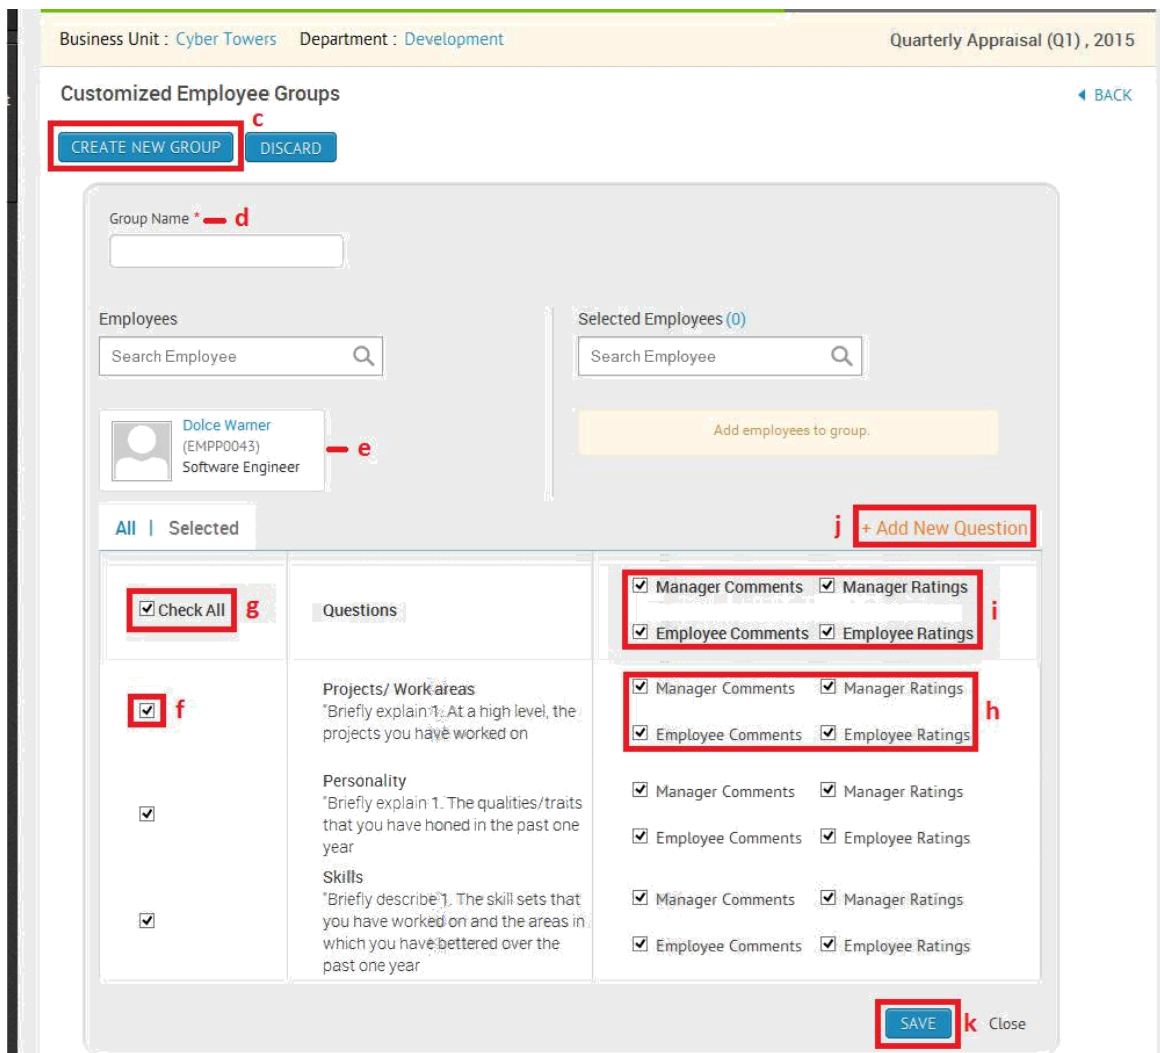 Business Unit : Cyber Towers Department : Development Quarterly Appraisal (Q1) , 2015
Customized Employee Groups BACK
c
CREATE NEW GROUP DISCARD
Group Name * d
Employees Selected Employees (0)
Search Employee Search Employee
Dolce Warner
(EMPP0043)
Software Engineer
e
Add employees to group.
All | Selected j + Add New Question
Check All g Questions
Manager Comments Manager Ratings
Employee Comments Employee Ratings
i
f
Projects/ Work areas
"Briefly explain 1. At a high level, the
projects you have worked on
Manager Comments Manager Ratings
Employee Comments Employee Ratings
h
Personality
"Briefly explain 1. The qualities/traits
that you have honed in the past one
year
Manager Comments Manager Ratings
Employee Comments Employee Ratings
Skills
"Briefly describe 1. The skill sets that
you have worked on and the areas in
which you have bettered over the
past one year
Manager Comments Manager Ratings
Employee Comments Employee Ratings
SAVE k Close